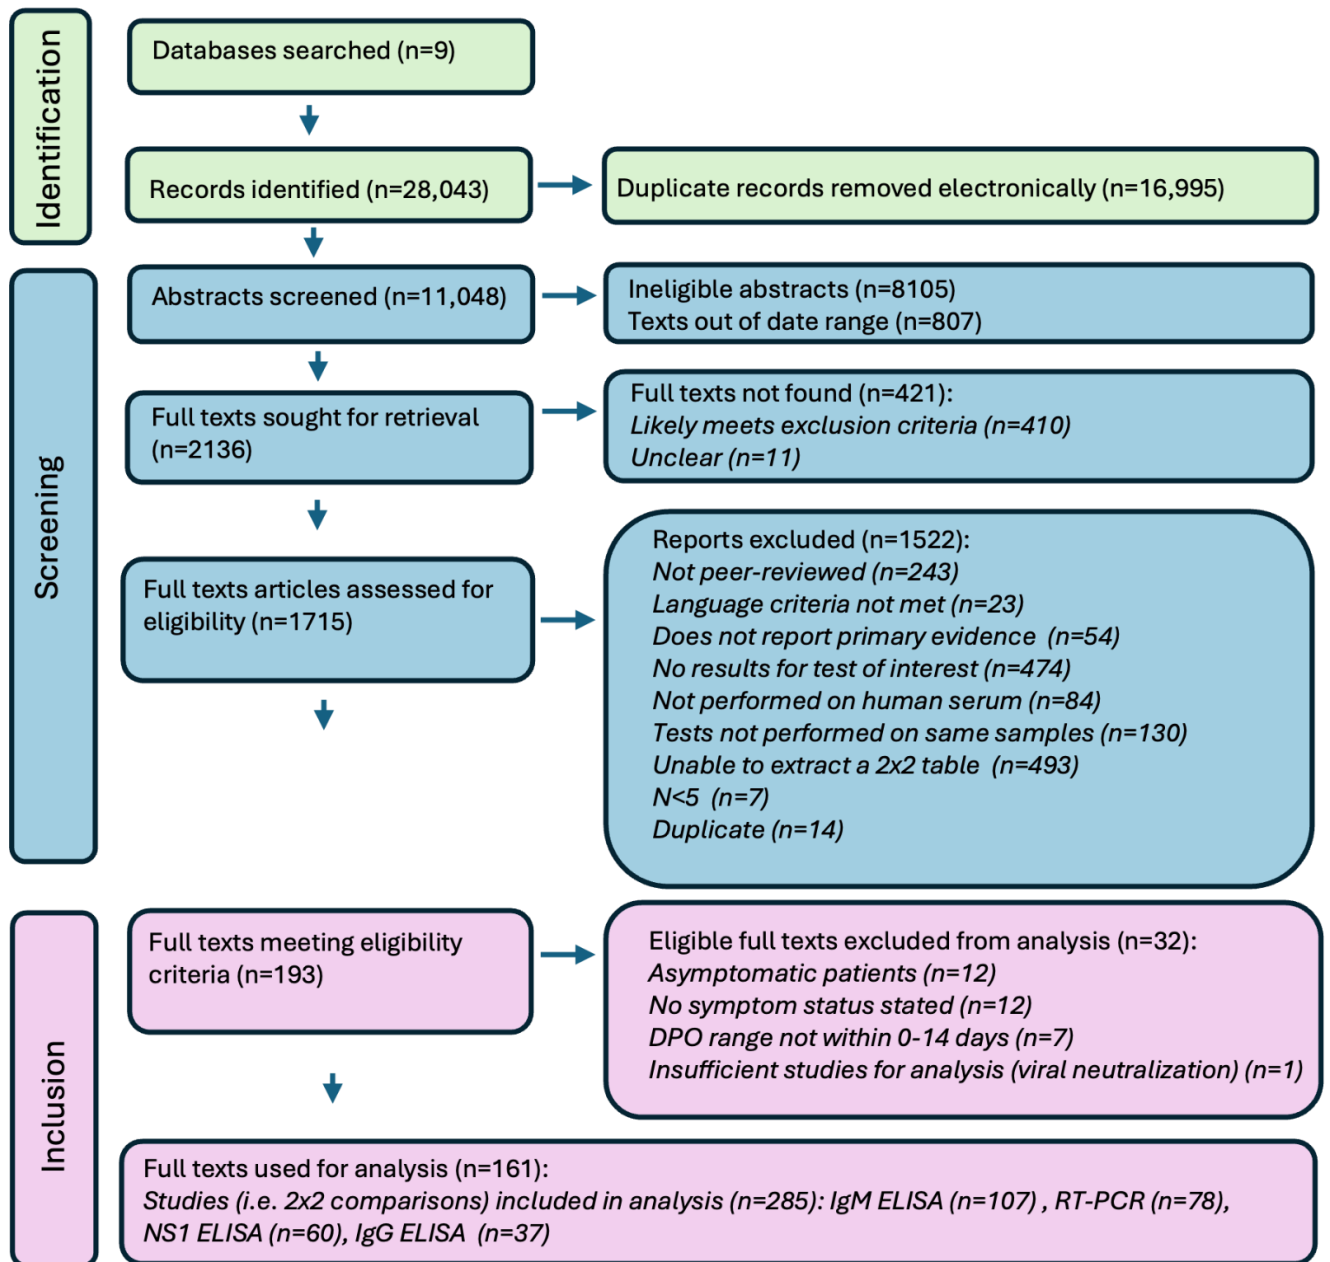 Identification
Databases searched (n=9)
Records identified (n=28,043)
Duplicate records removed electronically (n=16,995)
Screening
Abstracts screened (n=11,048)
Ineligible abstracts (n=8105)
Texts out of date range (n=807)
Full texts sought for retrieval
(n=2136)
Full texts not found (n=421):
Likely meets exclusion criteria (n=410)
Unclear (n=11)
Full texts articles assessed for
eligibility (n=1715)
Reports excluded (n=1522):
Not peer-reviewed (n=243)
Language criteria not met (n=23)
Does not report primary evidence (n=54)
No results for test of interest (n=474)
Not performed on human serum (n=84)
Tests not performed on same samples (n=130)
Unable to extract a 2x2 table (n=493)
N<5 (n=7)
Duplicate (n=14)
Inclusion
Full texts meeting eligibility
criteria (n=193)
Eligible full texts excluded from analysis (n=32):
Asymptomatic patients (n=12)
No symptom status stated (n=12)
DPO range not within 0-14 days (n=7)
Insufficient studies for analysis (viral neutralization) (n=1)
Full texts used for analysis (n=161):
Studies (i.e. 2x2 comparisons) included in analysis (n=285): IgM ELISA (n=107) , RT-PCR (n=78),
NS1 ELISA (n=60), IgG ELISA (n=37)